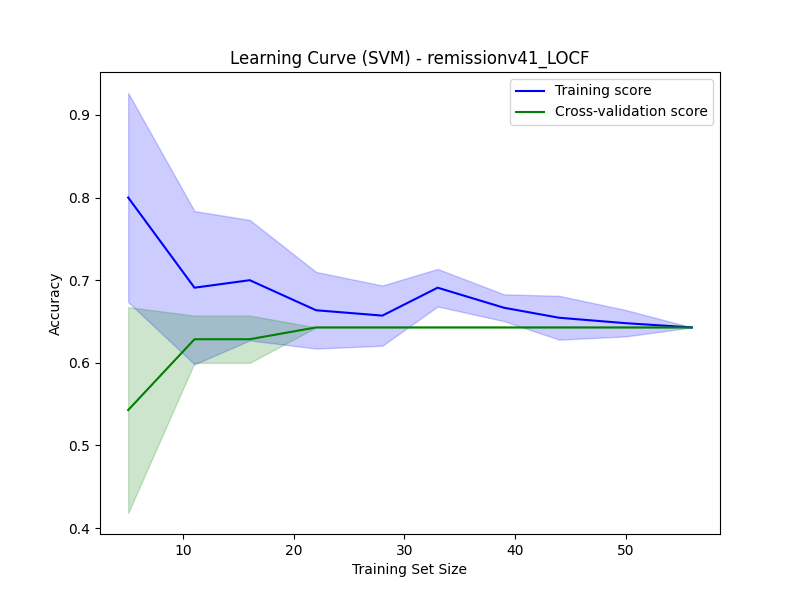 Learning Curve (SVM) - remissionv41_LOCF
Training score
Cross-validation score
Accuracy
0.9
0.8
0.7
0.6
0.5
0.4
10 20 30 40 50
Training Set Size